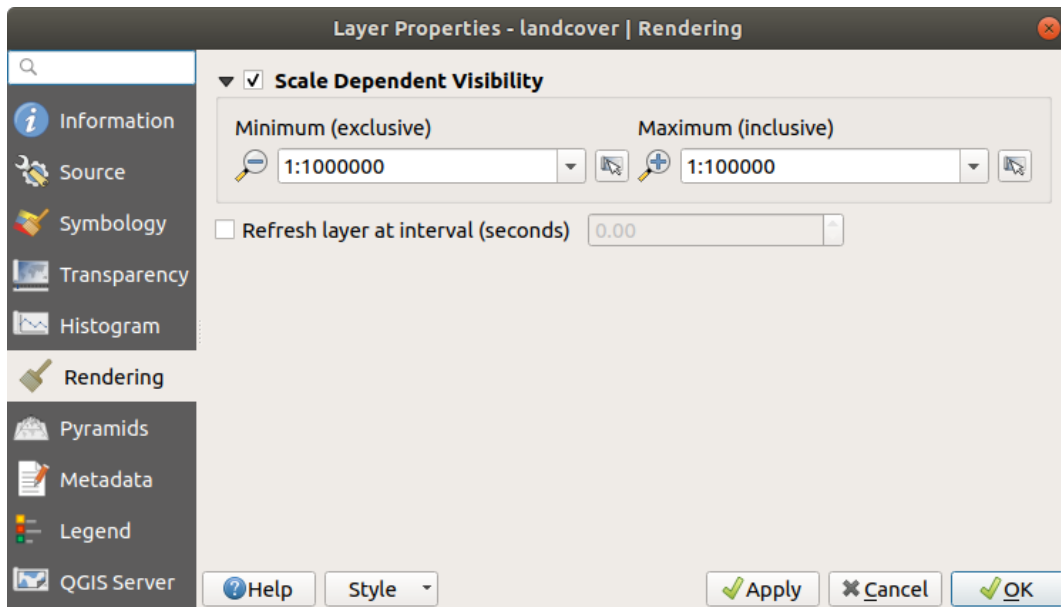 Layer Properties - landcover | Rendering
Information
Source
Symbology
Transparency
Histogram
Rendering
Pyramids
Metadata
Legend
QGIS Server
Scale Dependent Visibility
Minimum (exclusive) Maximum (inclusive)
1:1000000 1:100000
Refresh layer at interval (seconds) 0.00
Help Style Apply Cancel OK